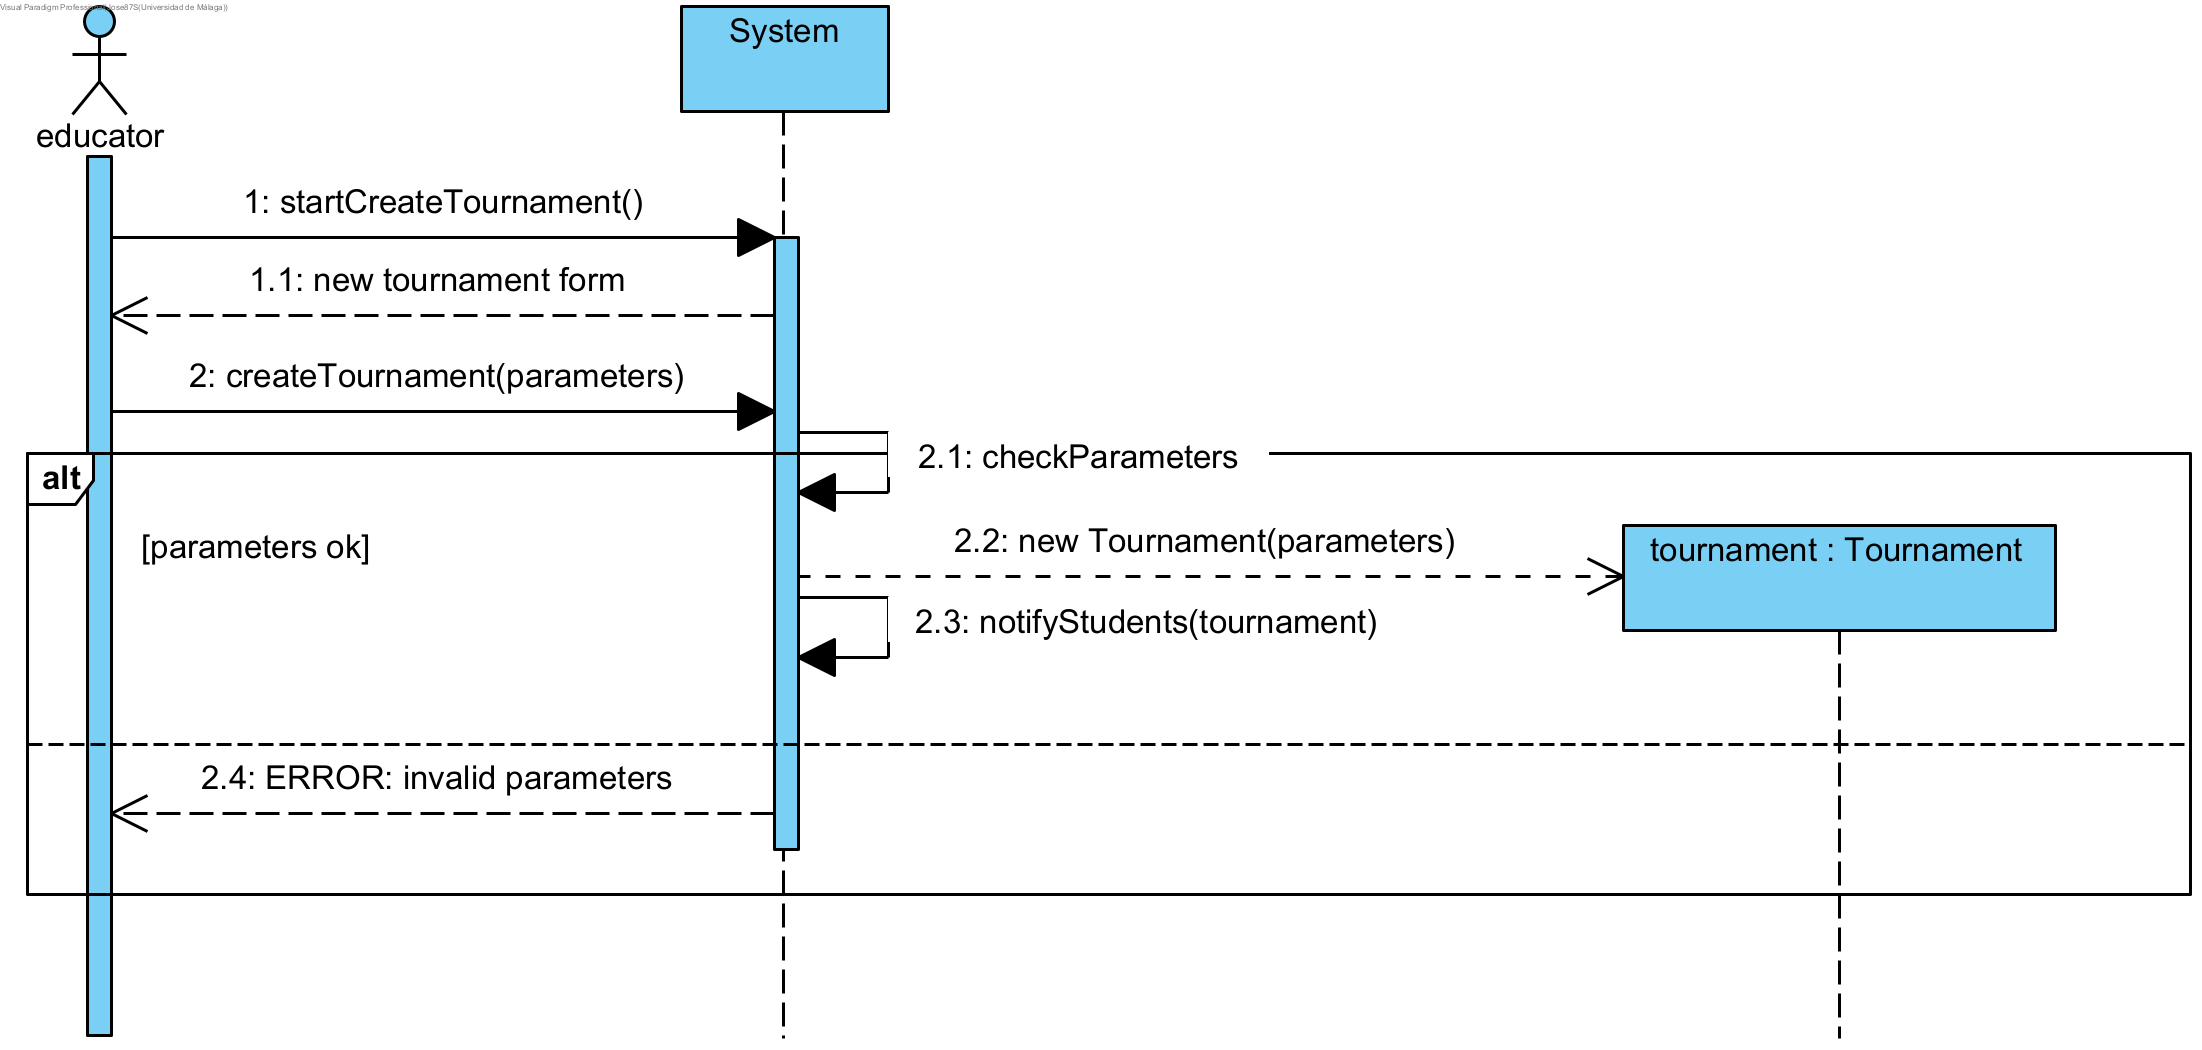 Visual Paradigm Professional(Jose87S(Universidad de Málaga))
System
educator
1: startCreateTournament()
1.1: new tournament form
2: createTournament(parameters)
2.1: checkParameters
alt
[parameters ok]
2.2: new Tournament(parameters)
tournament : Tournament
2.3: notifyStudents(tournament)
2.4: ERROR: invalid parameters